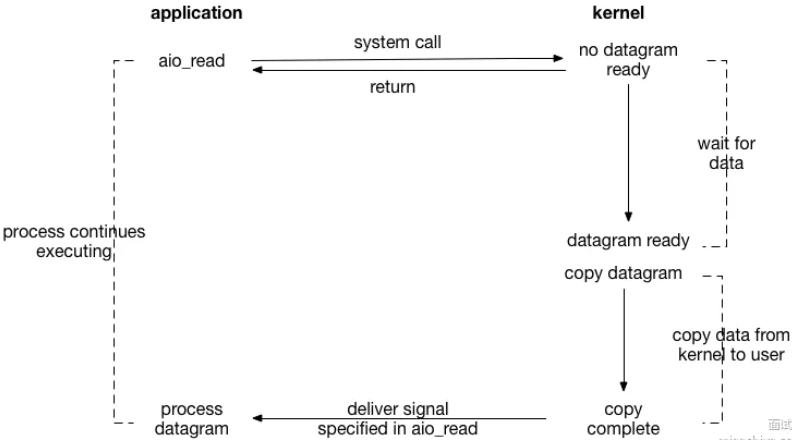 application
kernel
system call
aio_read
no datagram
ready
return
wait for
data
process continues
executing
datagram ready
copy datagram
copy data from
kernel to user
process
datagram
deliver signal
specified in aio_read
copy
complete
面试